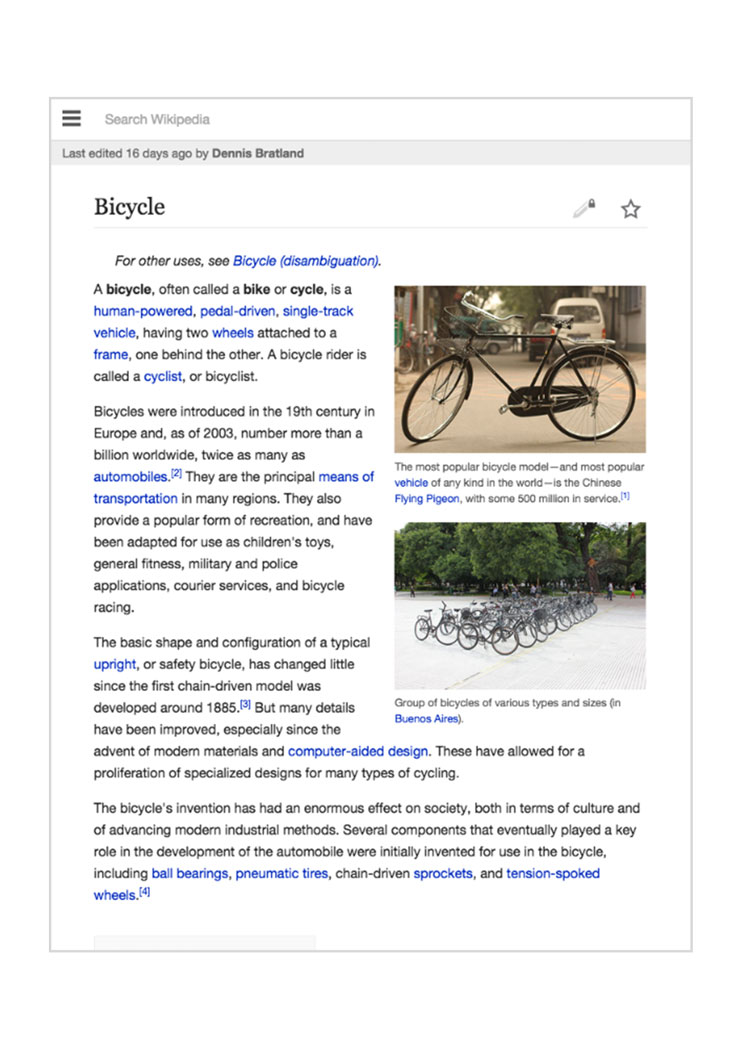 Search Wikipedia
Last edited 16 days ago by Dennis Bratland
Bicycle
For other uses, see Bicycle (disambiguation).
A bicycle, often called a bike or cycle, is a
human-powered, pedal-driven, single-track
vehicle, having two wheels attached to a
frame, one behind the other. A bicycle rider is
called a cyclist, or bicyclist.
Bicycles were introduced in the 19th century in
Europe and, as of 2003, number more than a
billion worldwide, twice as many as
automobiles.[2] They are the principal means of
transportation in many regions. They also
provide a popular form of recreation, and have
been adapted for use as children's toys,
general fitness, military and police
applications, courier services, and bicycle
racing.
The basic shape and configuration of a typical
upright, or safety bicycle, has changed little
since the first chain-driven model was
developed around 1885.[3] But many details
have been improved, especially since the
advent of modern materials and computer-aided design. These have allowed for a
proliferation of specialized designs for many types of cycling.
The most popular bicycle model—and most popular
vehicle of any kind in the world—is the Chinese
Flying Pigeon, with some 500 million in service.[1]
Group of bicycles of various types and sizes (in
Buenos Aires).
The bicycle's invention has had an enormous effect on society, both in terms of culture and
of advancing modern industrial methods. Several components that eventually played a key
role in the development of the automobile were initially invented for use in the bicycle,
including ball bearings, pneumatic tires, chain-driven sprockets, and tension-spoked
wheels.[4]